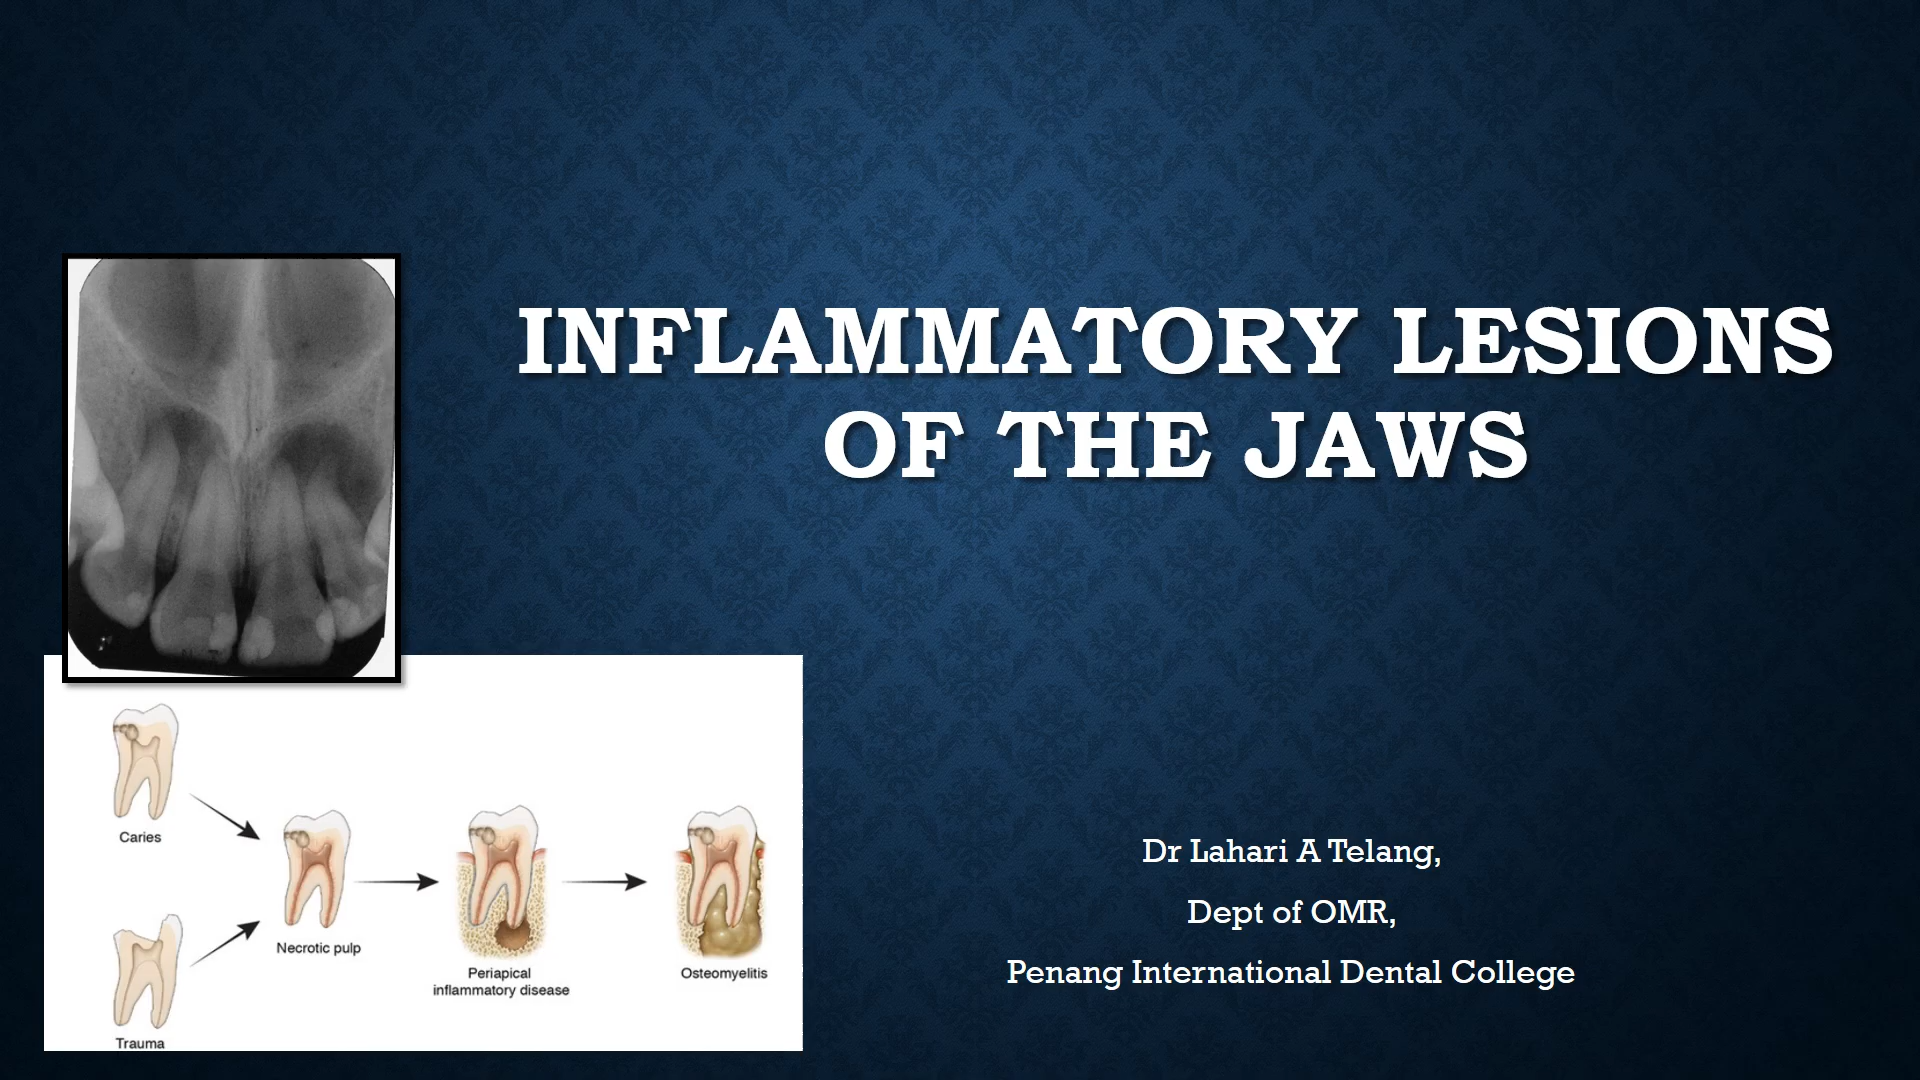 INFLAMMATORY LESIONS
OF THE JAWS
Caries
Trauma
Necrotic pulp
Periapical
inflammatory disease
Osteomyelitis
Dr Lahari A Telang,
Dept of OMR,
Penang International Dental College